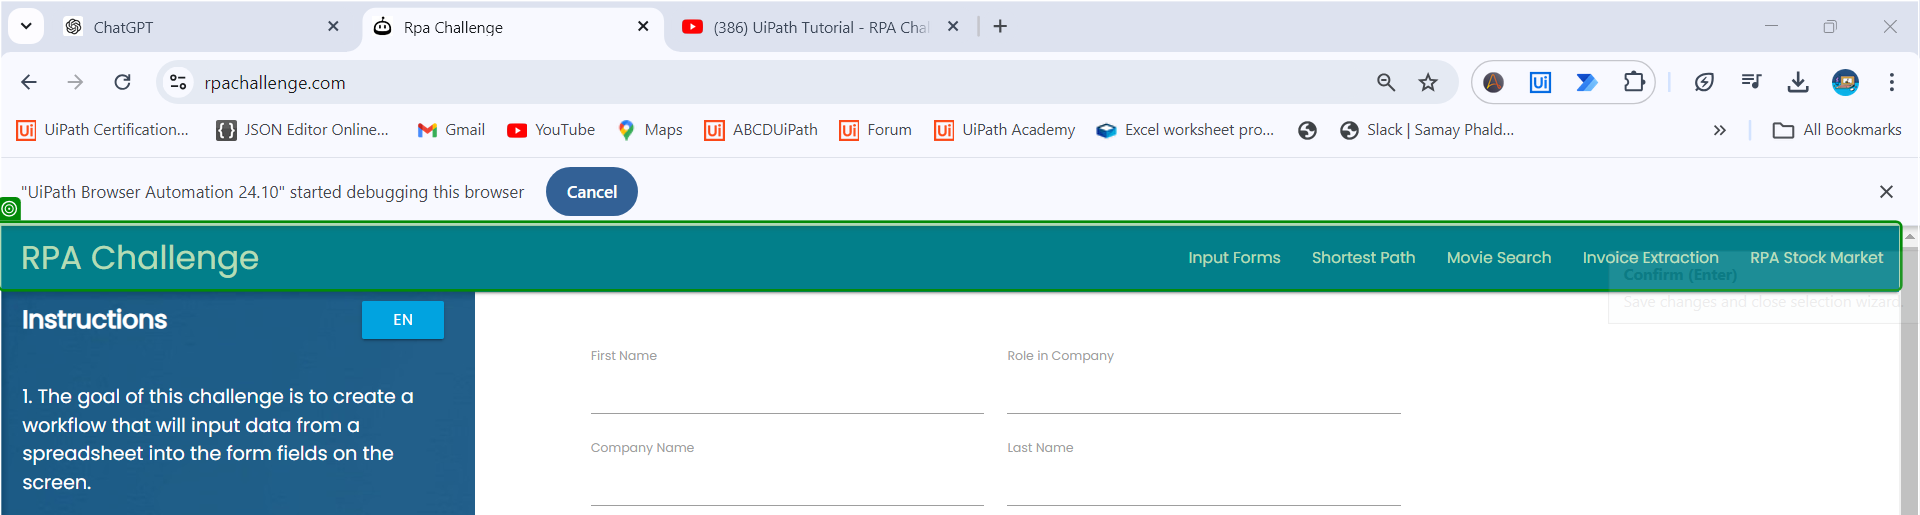 ChatGPT
Rpa Challenge
(386) UiPath Tutorial - RPA Chal
rpachallenge.com
Ui
Ui UiPath Certification...
JSON Editor Online...
Gmail
YouTube
Maps
Ui ABCDUiPath
Ui Forum
Ui UiPath Academy
Excel worksheet pro...
Slack | Samay Phald...
All Bookmarks
"UiPath Browser Automation 24.10" started debugging this browser
Cancel
RPA Challenge
Input Forms
Shortest Path
Movie Search
Invoice Extraction
RPA Stock Market
Confirm (Enter)
Save changes and close selection wizard.
Instructions
EN
1. The goal of this challenge is to create a
workflow that will input data from a
spreadsheet into the form fields on the
screen.
First Name
Role in Company
Company Name
Last Name